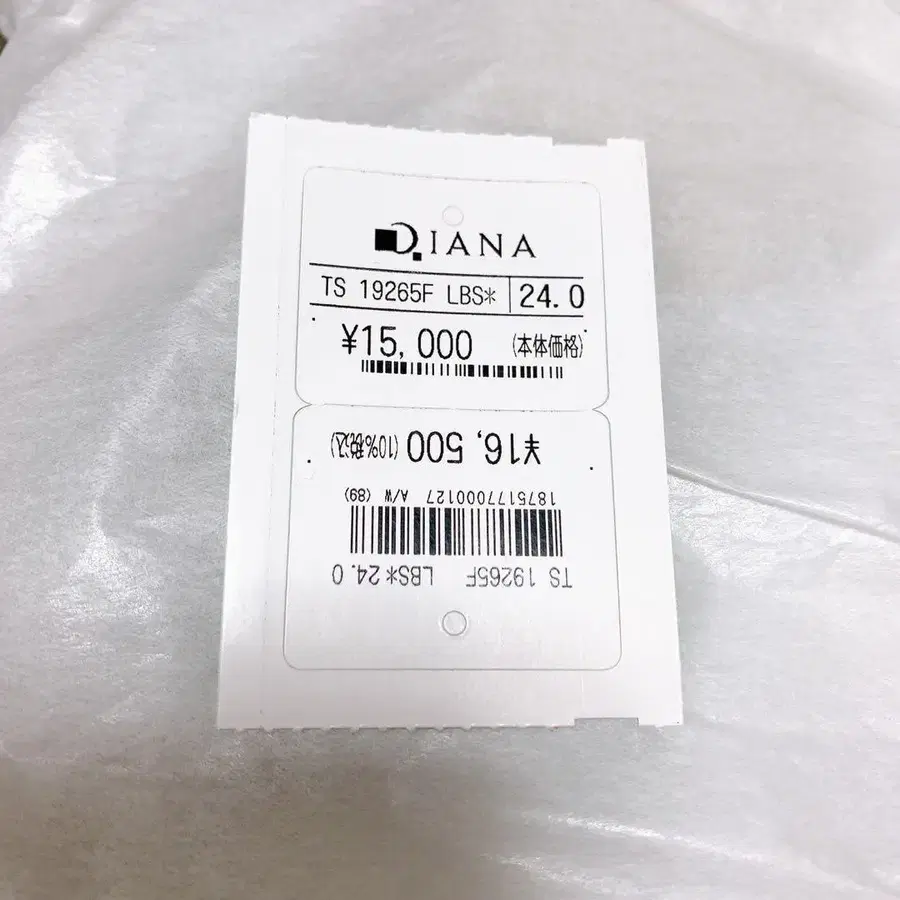 DIANA
TS 19265F LBS* 24.0
¥15,000 (本体価格)
¥16,500 (10%税込)
1875177000127 A/W (89)
TS 19265F LBS*24.0